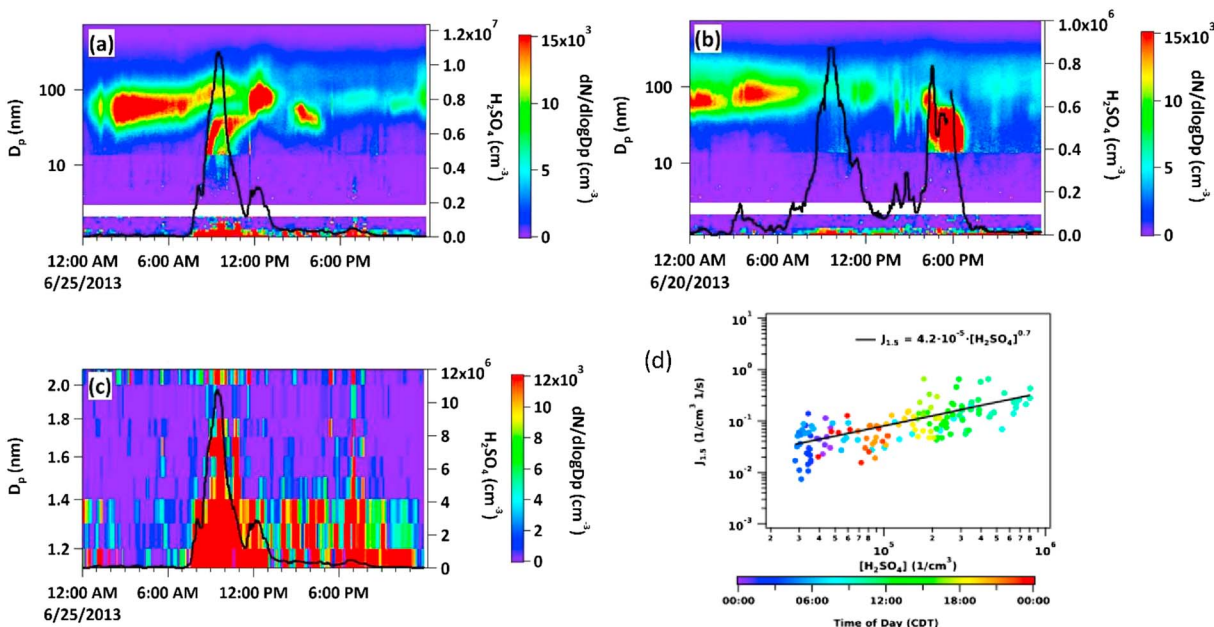 (a)
D_p (nm)
100
10
1.2x10^7
1.0
0.8
0.6
0.4
0.2
0.0
H_2SO_4 (cm^-3)
15x10^3
10
5
0
dN/dlogDp (cm^-3)
12:00 AM 6:00 AM 12:00 PM 6:00 PM
6/25/2013
(b)
D_p (nm)
100
10
1.0x10^6
0.8
0.6
0.4
0.2
0.0
H_2SO_4 (cm^-3)
15x10^3
10
5
0
dN/dlogDp (cm^-3)
12:00 AM 6:00 AM 12:00 PM 6:00 PM
6/20/2013
(c)
D_p (nm)
2.0
1.8
1.6
1.4
1.2
12x10^6
10
8
6
4
2
0
H_2SO_4 (cm^-3)
12x10^3
10
8
6
4
2
0
dN/dlogDp (cm^-3)
12:00 AM 6:00 AM 12:00 PM 6:00 PM
6/25/2013
(d)
J_1.5 = 4.2·10^-5·[H_2SO_4]^0.7
J_1.5 (1/cm^3 1/s)
10^1
10^0
10^-1
10^-2
10^-3
2 3 4 5 6 7 8 10^5 2 3 4 5 6 7 8 10^6
[H_2SO_4] (1/cm^3)
00:00 06:00 12:00 18:00 00:00
Time of Day (CDT)